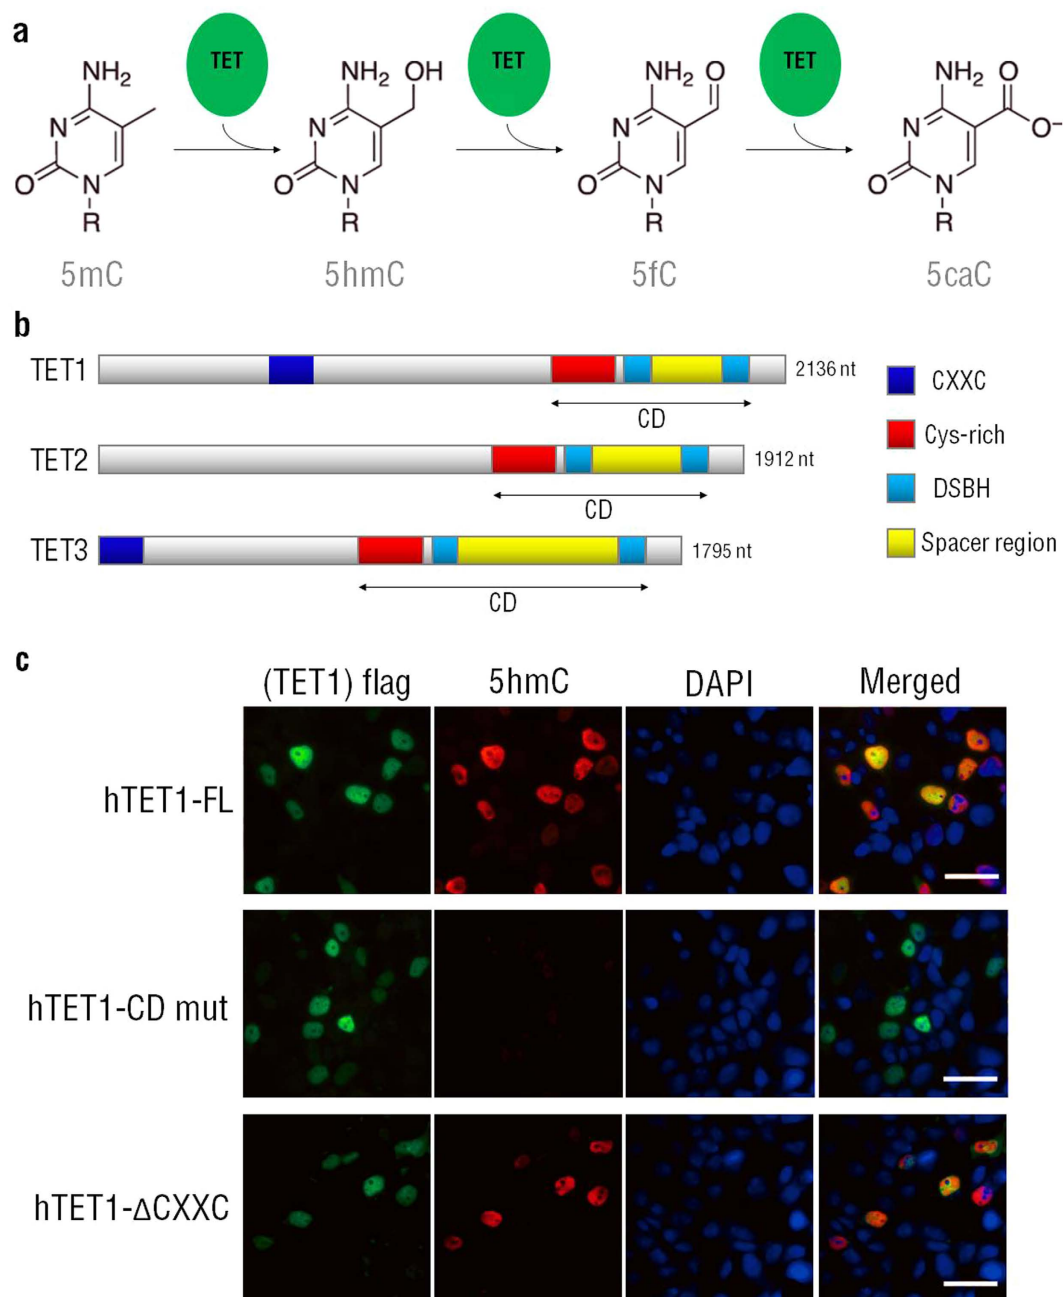 a
TET TET TET
NH₂ N O N R
NH₂ OH N O N R
NH₂ O N O N R
NH₂ O O⁻ N O N R
5mC 5hmC 5fC 5caC
b
TET1 2136 nt
CD
TET2 1912 nt
CD
TET3 1795 nt
CD
CXXC
Cys-rich
DSBH
Spacer region
c
(TET1) flag 5hmC DAPI Merged
hTET1-FL
hTET1-CD mut
hTET1-ΔCXXC